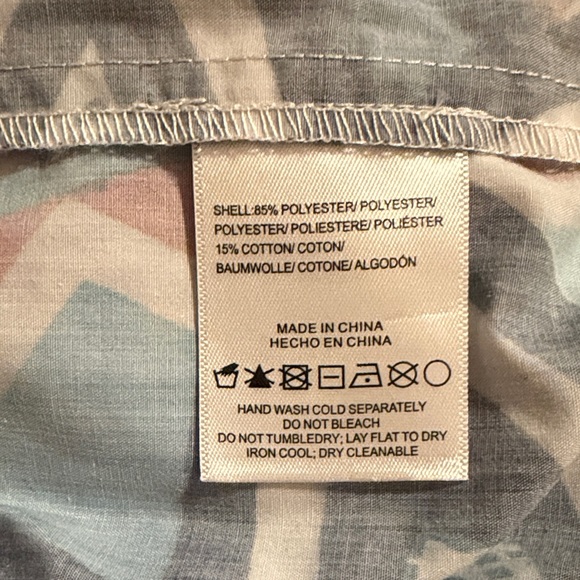 SHELL:85% POLYESTER/ POLYESTER/
POLYESTER/ POLIESTERE/ POLIÉSTER
15% COTTON/ COTON/
BAUMWOLLE/ COTONE/ ALGODÓN
MADE IN CHINA
HECHO EN CHINA
HAND WASH COLD SEPARATELY
DO NOT BLEACH
DO NOT TUMBLEDRY; LAY FLAT TO DRY
IRON COOL; DRY CLEANABLE